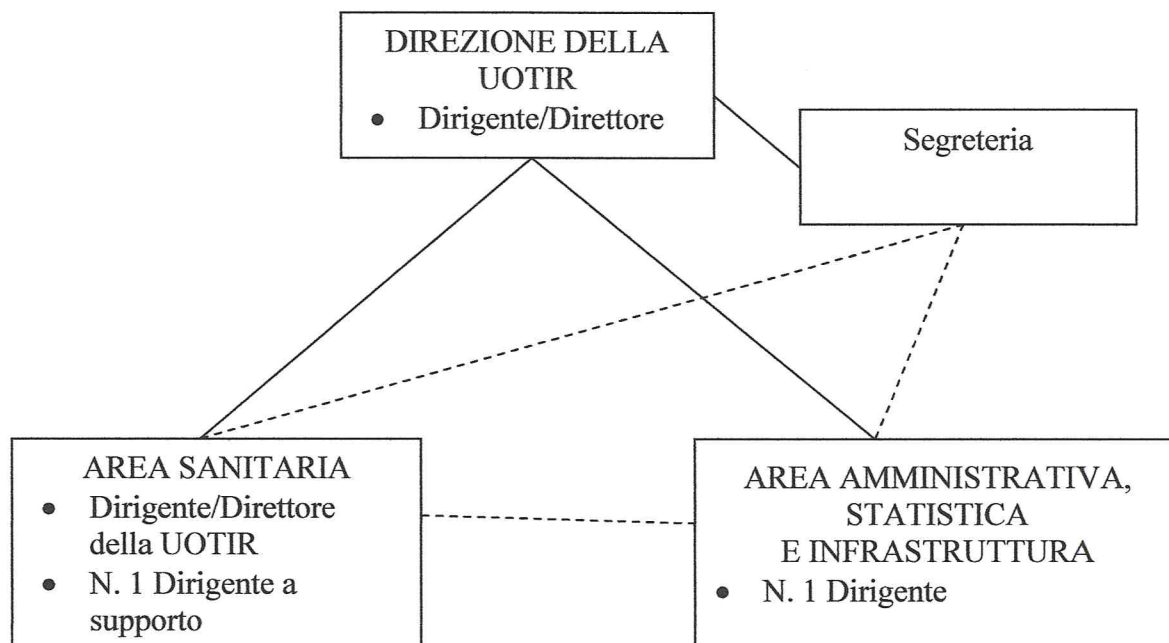 DIREZIONE DELLA
UOTIR
• Dirigente/Direttore
Segreteria
AREA SANITARIA
• Dirigente/Direttore
della UOTIR
• N. 1 Dirigente a
supporto
AREA AMMINISTRATIVA,
STATISTICA
E INFRASTRUTTURA
• N. 1 Dirigente